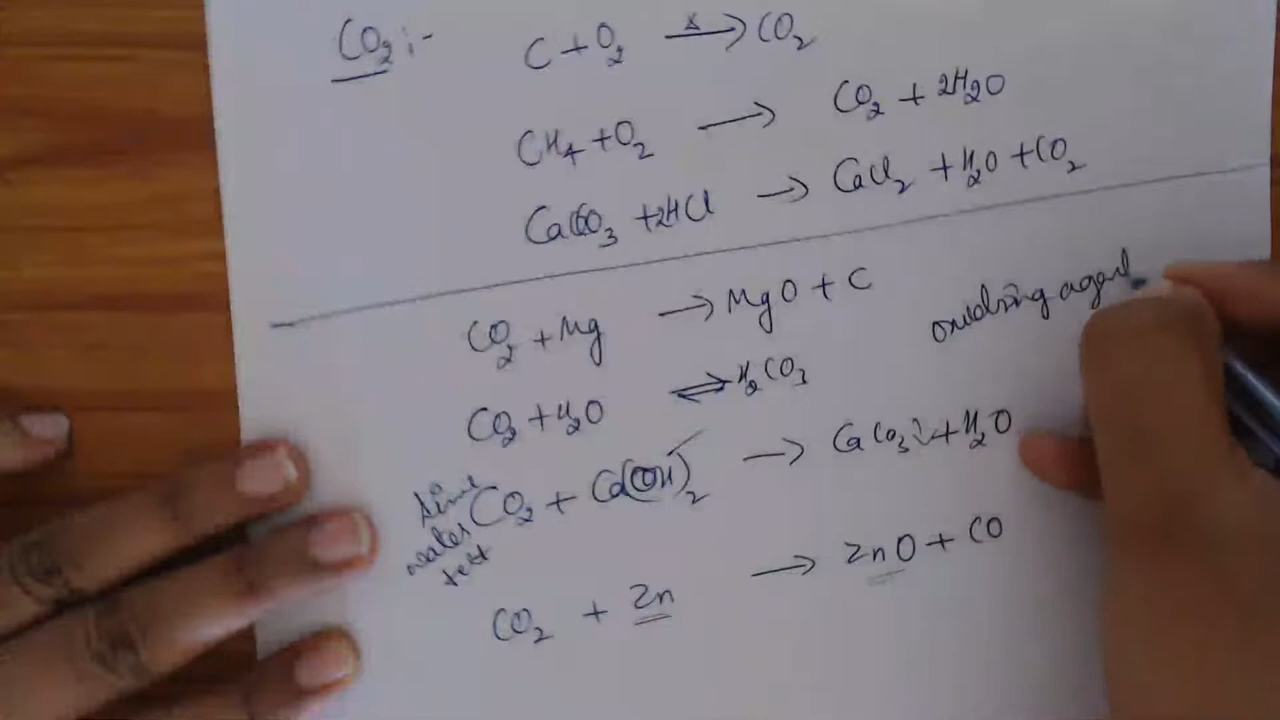 CO₂ :- C + O₂ →Δ CO₂
CH₄ + O₂ → CO₂ + 2H₂O
CaCO₃ + 2HCl → CaCl₂ + H₂O + CO₂
CO₂ + Mg → MgO + C oxidising agent
CO₂ + H₂O ⇌ H₂CO₃
Lime water test CO₂ + Ca(OH)₂ → CaCO₃↓ + H₂O
CO₂ + Zn → ZnO + CO